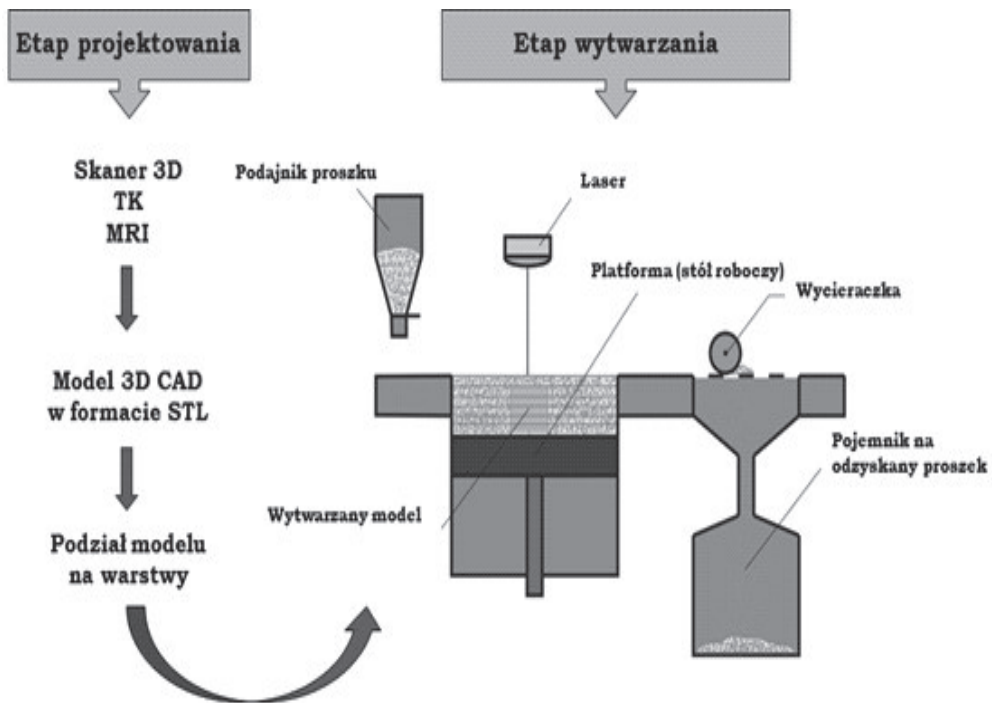 Etap projektowania
Etap wytwarzania
Skaner 3D
TK
MRI
Model 3D CAD
w formacie STL
Podział modelu
na warstwy
Podajnik proszku
Laser
Platforma (stół roboczy)
Wycieraczka
Wytwarzany model
Pojemnik na
odzyskany proszek